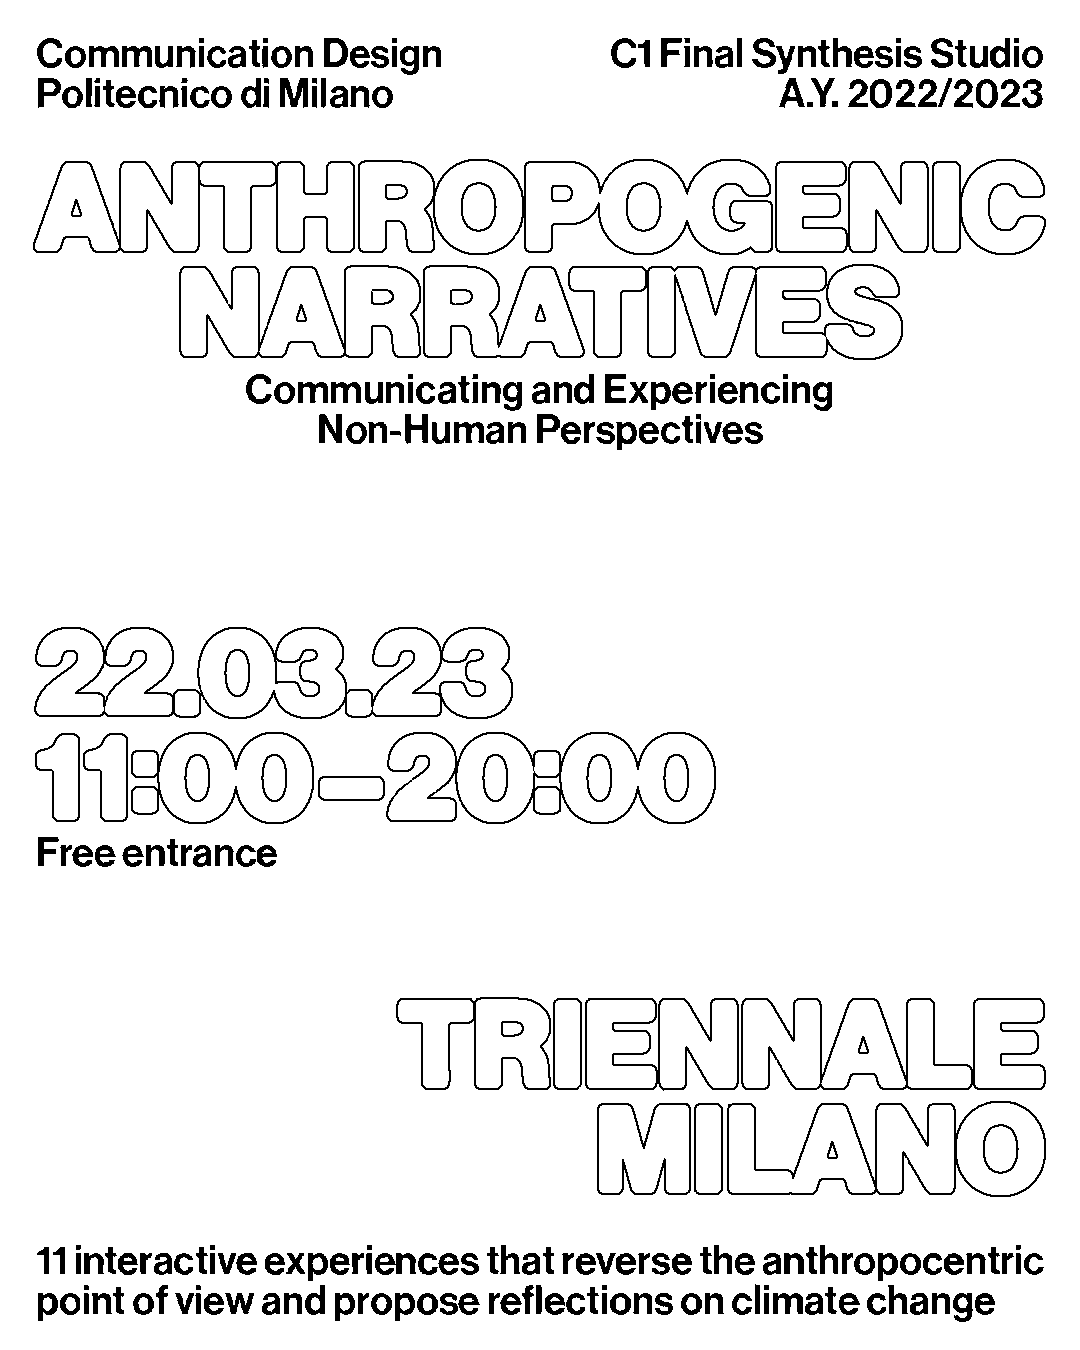 Communication Design
Politecnico di Milano
C1 Final Synthesis Studio
A.Y. 2022/2023
ANTHROPOGENIC
NARRATIVES
Communicating and Experiencing
Non-Human Perspectives
22.03.23
11:00–20:00
Free entrance
TRIENNALE
MILANO
11 interactive experiences that reverse the anthropocentric
point of view and propose reflections on climate change